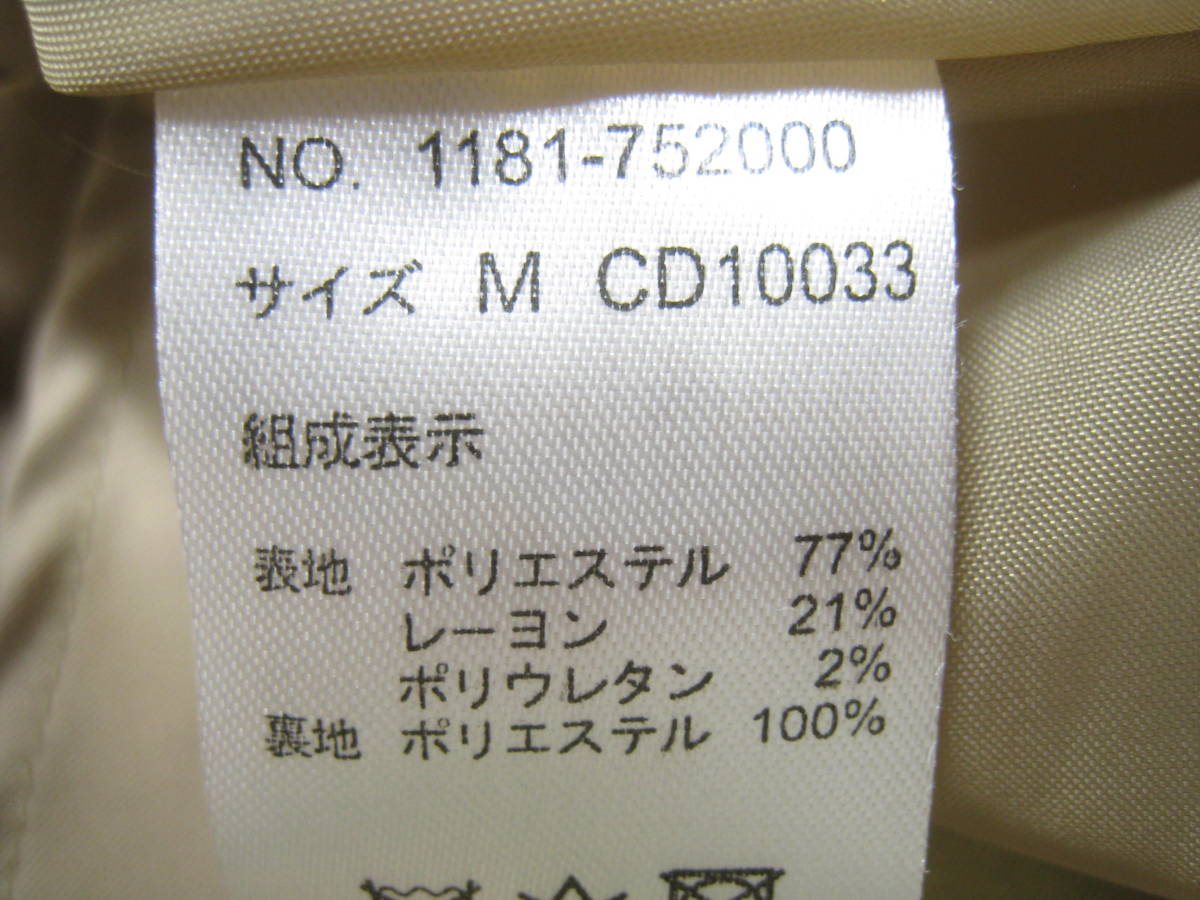 NO. 1181-752000
サイズ M CD10033
組成表示
表地 ポリエステル 77%
レーヨン 21%
ポリウレタン 2%
裏地 ポリエステル 100%